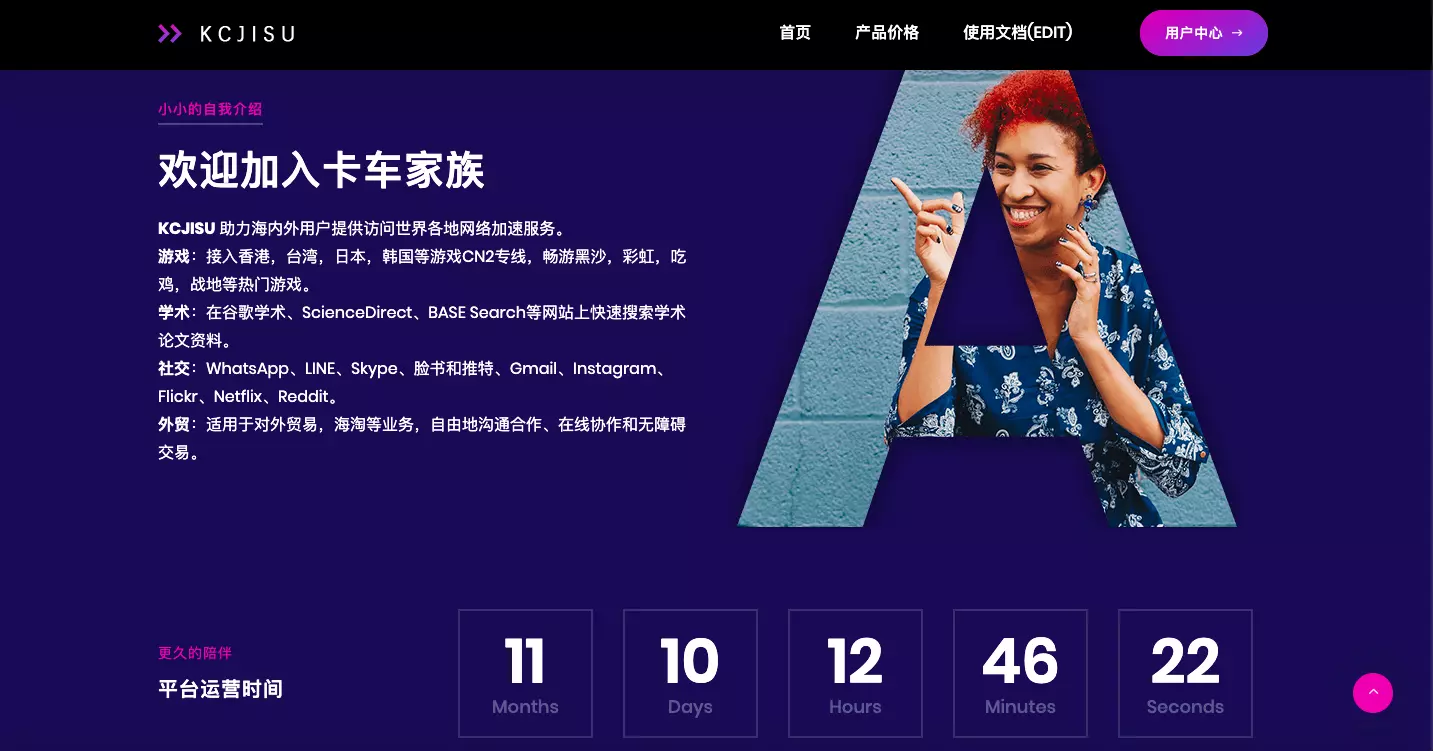 KCJISU
首页
产品价格
使用文档(EDIT)
用户中心 →
小小的自我介绍
欢迎加入卡车家族
KCJISU 助力海内外用户提供访问世界各地网络加速服务。
游戏：接入香港，台湾，日本，韩国等游戏CN2专线，畅游黑沙，彩虹，吃
鸡，战地等热门游戏。
学术：在谷歌学术、ScienceDirect、BASE Search等网站上快速搜索学术
论文资料。
社交：WhatsApp、LINE、Skype、脸书和推特、Gmail、Instagram、
Flickr、Netflix、Reddit。
外贸：适用于对外贸易，海淘等业务，自由地沟通合作、在线协作和无障碍
交易。
更久的陪伴
平台运营时间
11
Months
10
Days
12
Hours
46
Minutes
22
Seconds